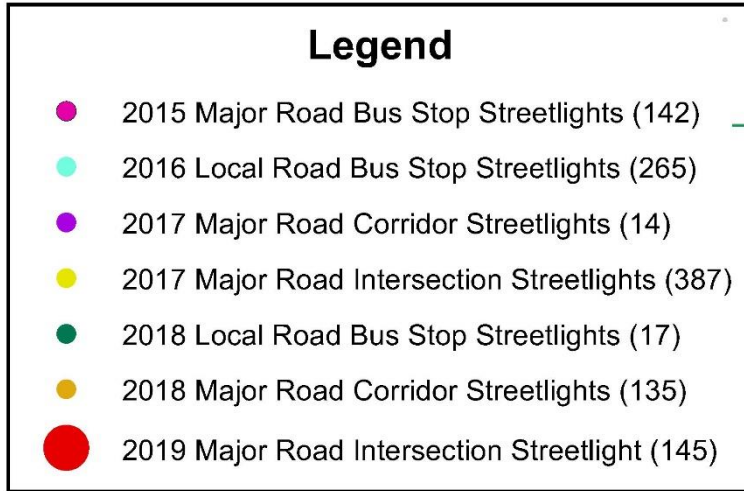 Legend
2015 Major Road Bus Stop Streetlights (142)
2016 Local Road Bus Stop Streetlights (265)
2017 Major Road Corridor Streetlights (14)
2017 Major Road Intersection Streetlights (387)
2018 Local Road Bus Stop Streetlights (17)
2018 Major Road Corridor Streetlights (135)
2019 Major Road Intersection Streetlight (145)